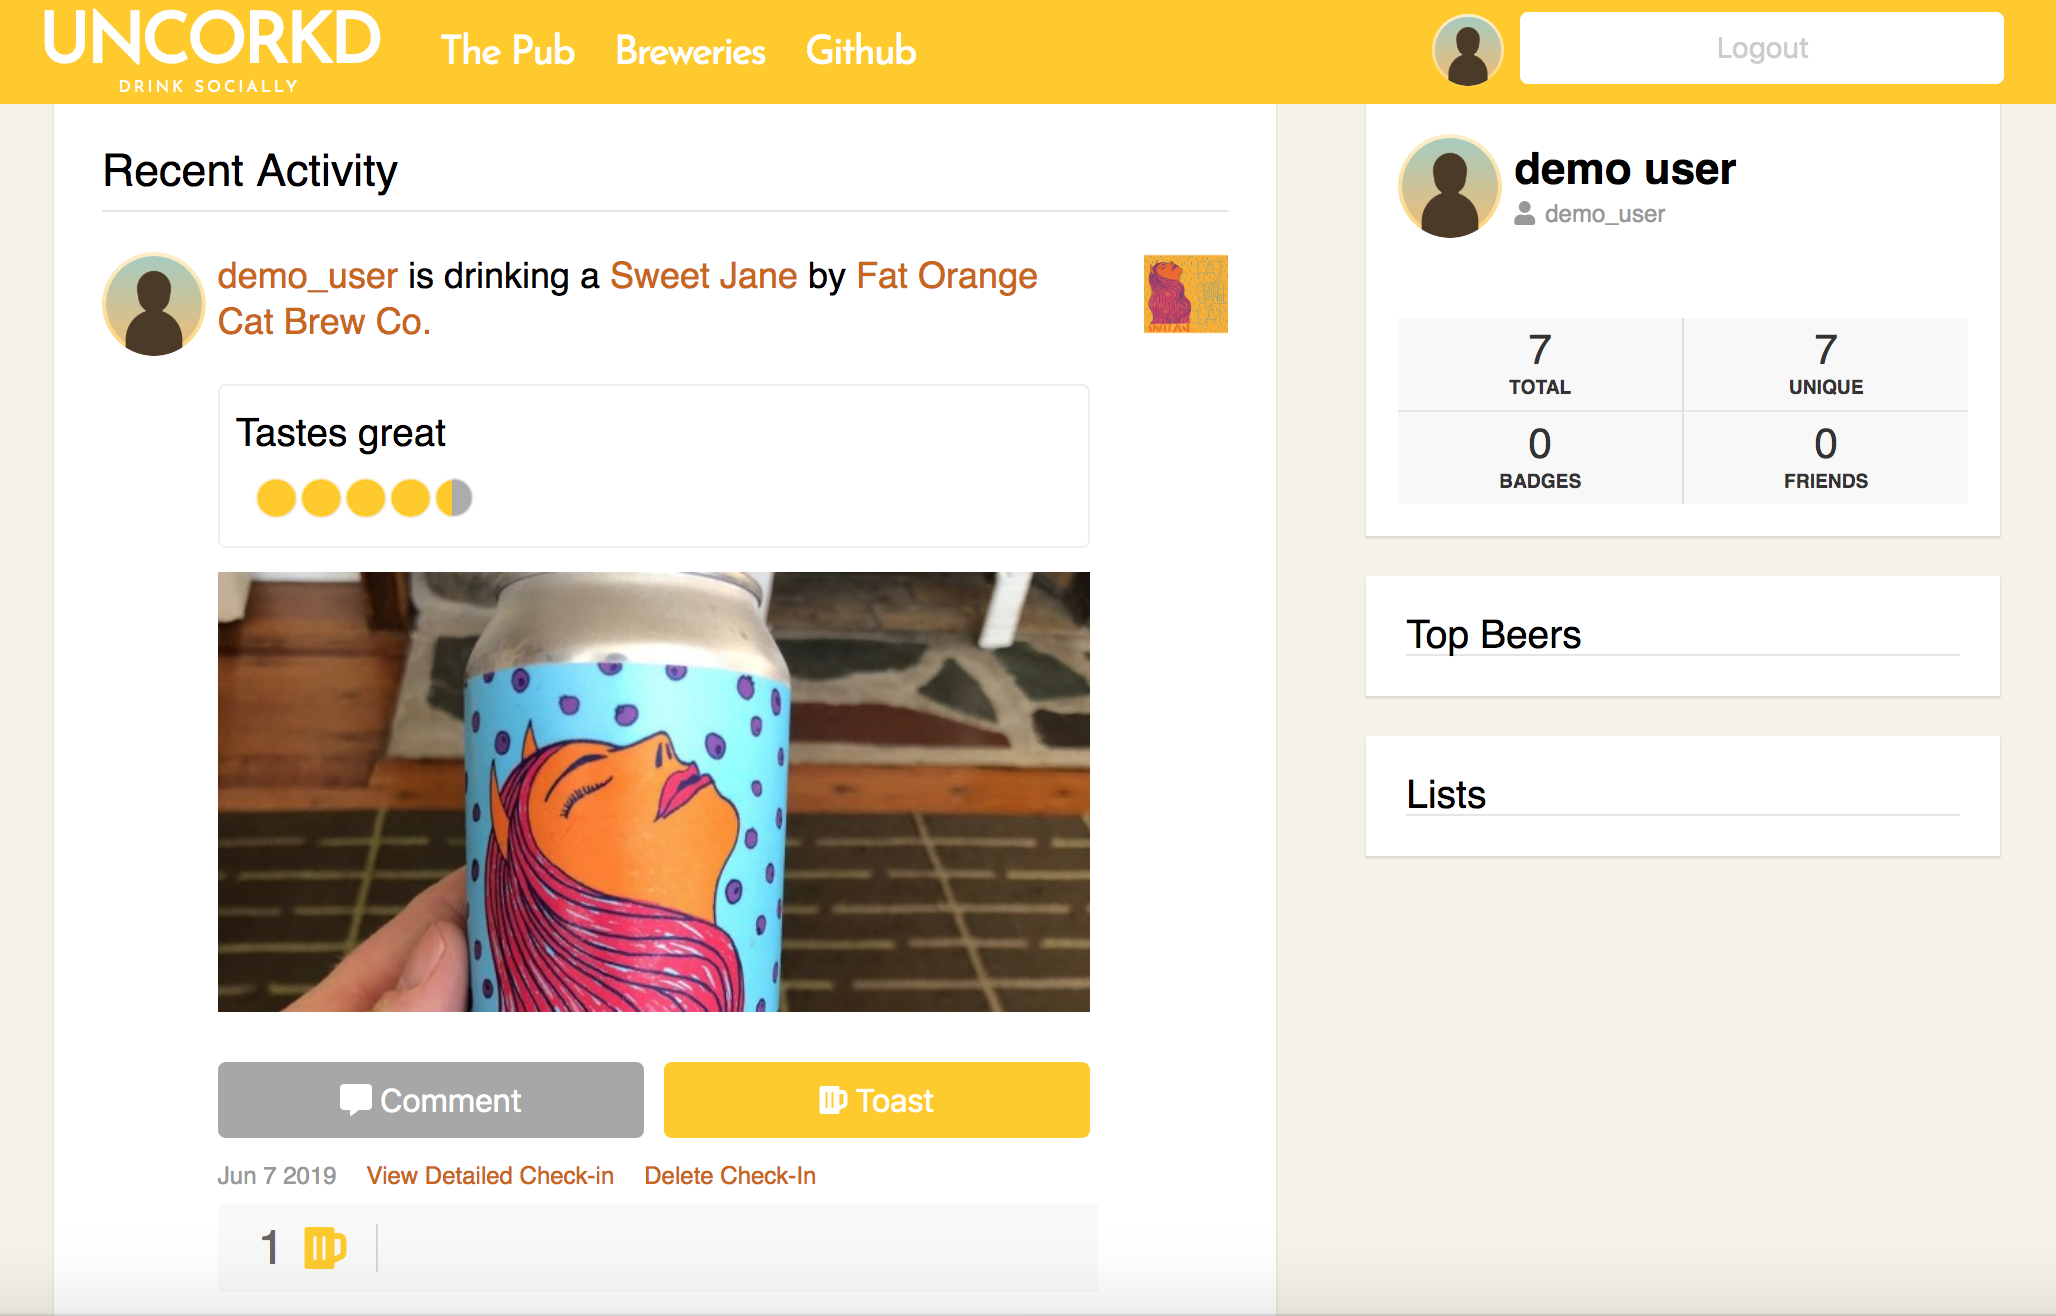 UNCORKD
DRINK SOCIALLY
The Pub
Breweries
Github
Logout
Recent Activity
demo_user is drinking a Sweet Jane by Fat Orange
Cat Brew Co.
Tastes great
Comment
Toast
Jun 7 2019
View Detailed Check-in
Delete Check-In
1
demo user
demo_user
7
TOTAL
7
UNIQUE
0
BADGES
0
FRIENDS
Top Beers
Lists